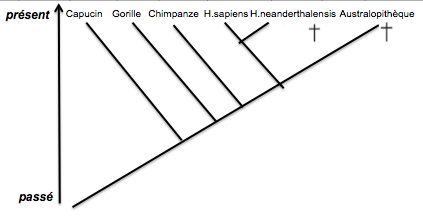 présent
Capucin Gorille Chimpanze H.sapiens H.neanderthalensis Australopithèque
passé